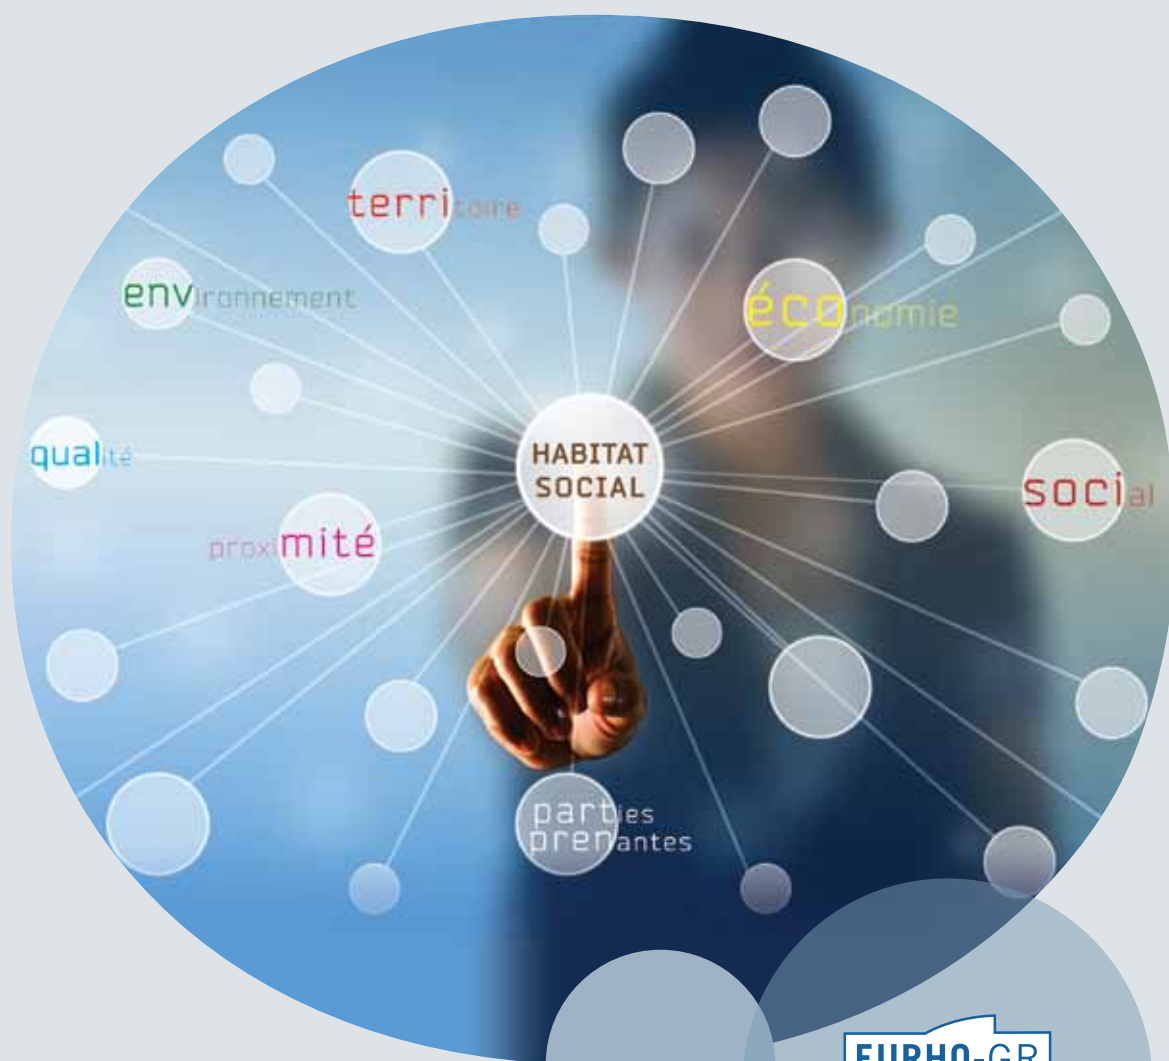 territoire
environnement
économie
HABITAT
SOCIAL
qualité
social
proximité
parties
prenantes
EURHO-GR